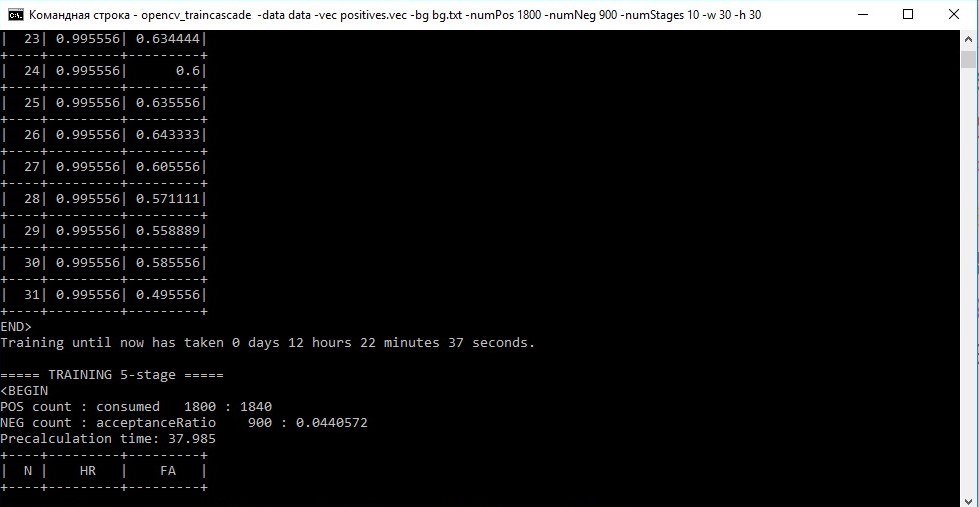 Командная строка - opencv_traincascade -data data -vec positives.vec -bg bg.txt -numPos 1800 -numNeg 900 -numStages 10 -w 30 -h 30
|  23| 0.995556| 0.634444|
+----+---------+---------+
|  24| 0.995556|      0.6|
+----+---------+---------+
|  25| 0.995556| 0.635556|
+----+---------+---------+
|  26| 0.995556| 0.643333|
+----+---------+---------+
|  27| 0.995556| 0.605556|
+----+---------+---------+
|  28| 0.995556| 0.571111|
+----+---------+---------+
|  29| 0.995556| 0.558889|
+----+---------+---------+
|  30| 0.995556| 0.585556|
+----+---------+---------+
|  31| 0.995556| 0.495556|
+----+---------+---------+
END>
Training until now has taken 0 days 12 hours 22 minutes 37 seconds.
===== TRAINING 5-stage =====
<BEGIN
POS count : consumed   1800 : 1840
NEG count : acceptanceRatio    900 : 0.0440572
Precalculation time: 37.985
+----+---------+---------+
|  N |    HR   |    FA   |
+----+---------+---------+